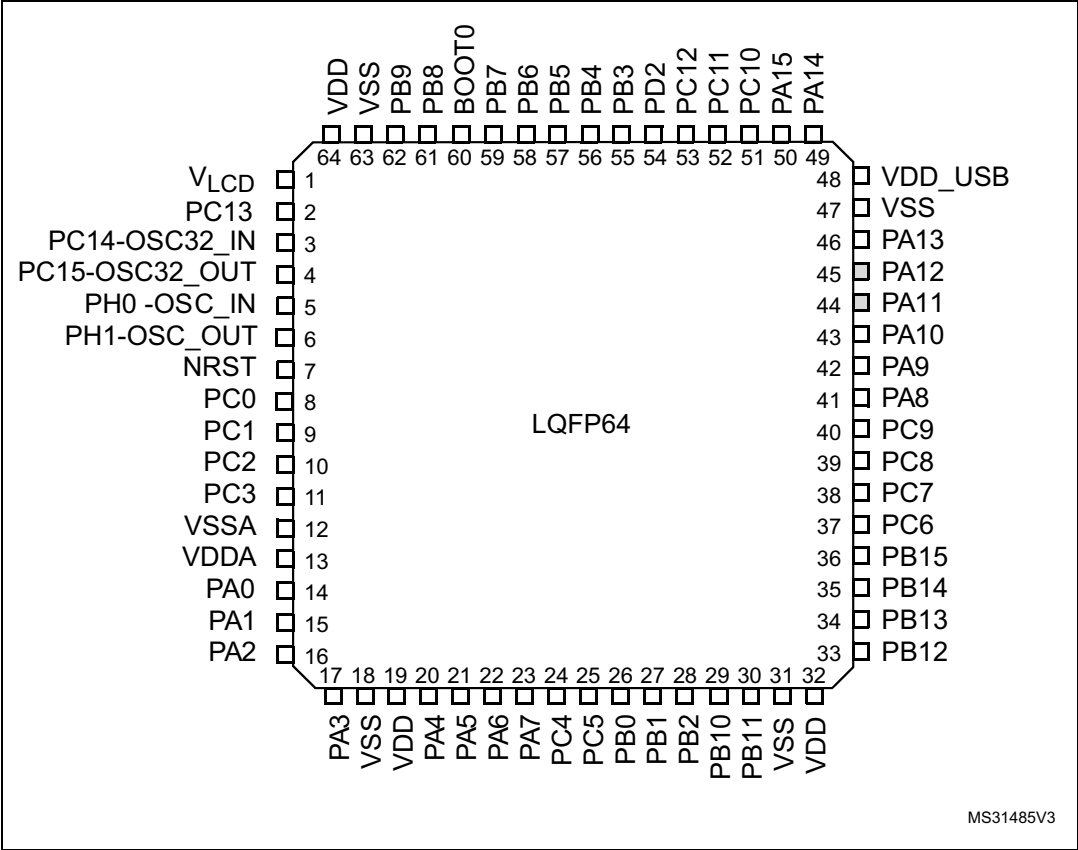 VDD
VSS
PB9
PB8
BOOT0
PB7
PB6
PB5
PB4
PB3
PD2
PC12
PC11
PC10
PA15
PA14
64 63 62 61 60 59 58 57 56 55 54 53 52 51 50 49
VLCD 1
PC13 2
PC14-OSC32_IN 3
PC15-OSC32_OUT 4
PH0 -OSC_IN 5
PH1-OSC_OUT 6
NRST 7
PC0 8
PC1 9
PC2 10
PC3 11
VSSA 12
VDDA 13
PA0 14
PA1 15
PA2 16
LQFP64
48 VDD_USB
47 VSS
46 PA13
45 PA12
44 PA11
43 PA10
42 PA9
41 PA8
40 PC9
39 PC8
38 PC7
37 PC6
36 PB15
35 PB14
34 PB13
33 PB12
17 18 19 20 21 22 23 24 25 26 27 28 29 30 31 32
PA3
VSS
VDD
PA4
PA5
PA6
PA7
PC4
PC5
PB0
PB1
PB2
PB10
PB11
VSS
VDD
MS31485V3